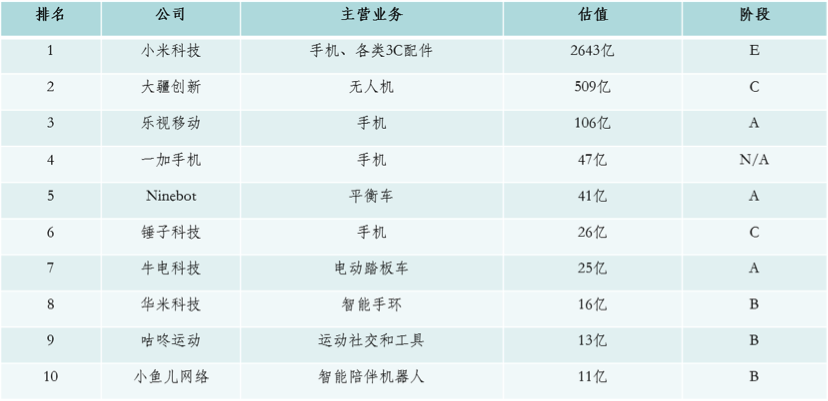 排名 公司 主营业务 估值 阶段
1 小米科技 手机、各类3C配件 2643亿 E
2 大疆创新 无人机 509亿 C
3 乐视移动 手机 106亿 A
4 一加手机 手机 47亿 N/A
5 Ninebot 平衡车 41亿 A
6 锤子科技 手机 26亿 C
7 牛电科技 电动踏板车 25亿 A
8 华米科技 智能手环 16亿 B
9 咕咚运动 运动社交和工具 13亿 B
10 小鱼儿网络 智能陪伴机器人 11亿 B